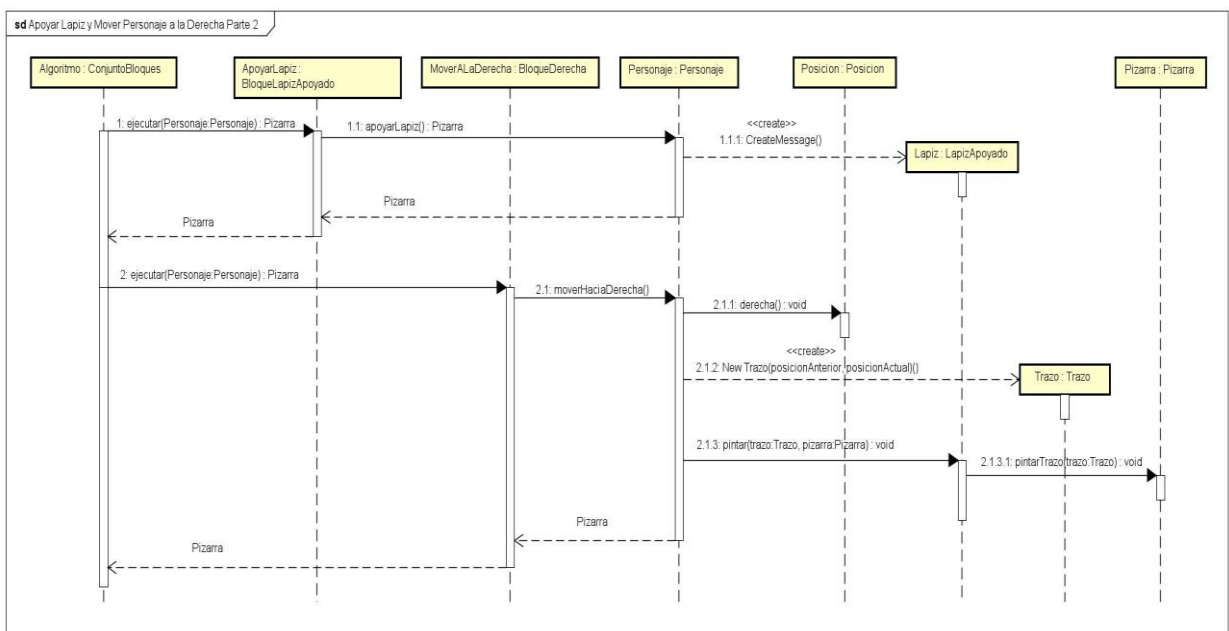 sd Apoyar Lapiz y Mover Personaje a la Derecha Parte 2
Algoritmo : ConjuntoBloques
ApoyarLapiz :
BloqueLapizApoyado
MoverALaDerecha : BloqueDerecha
Personaje : Personaje
Posicion : Posicion
Pizarra : Pizarra
1: ejecutar(Personaje:Personaje) : Pizarra
1.1: apoyarLapiz() : Pizarra
<<create>>
1.1.1: CreateMessage()
Lapiz : LapizApoyado
Pizarra
Pizarra
2: ejecutar(Personaje:Personaje) : Pizarra
2.1: moverHaciaDerecha()
2.1.1: derecha() : void
<<create>>
2.1.2: New Trazo(posicionAnterior, posicionActual)()
Trazo : Trazo
2.1.3: pintar(trazo:Trazo, pizarra:Pizarra) : void
2.1.3.1: pintarTrazo(trazo:Trazo) : void
Pizarra
Pizarra